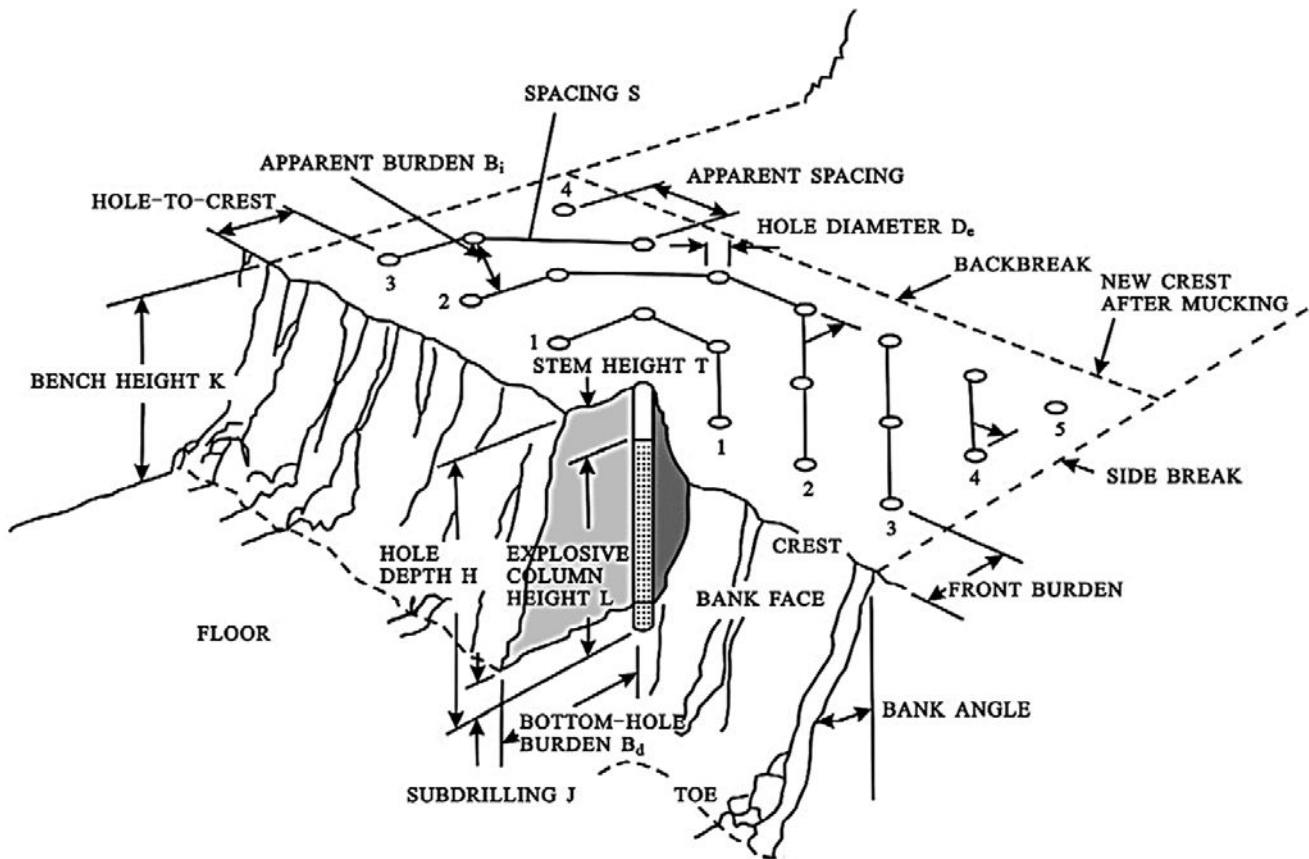 SPACING S
APPARENT BURDEN Bi
4
APPARENT SPACING
HOLE-TO-CREST
HOLE DIAMETER De
3
BACKBREAK
2
NEW CREST
AFTER MUCKING
1
STEM HEIGHT T
BENCH HEIGHT K
1
5
2
4
SIDE BREAK
3
HOLE
DEPTH H
EXPLOSIVE
COLUMN
HEIGHT L
CREST
BANK FACE
FRONT BURDEN
FLOOR
BOTTOM-HOLE
BURDEN Bd
BANK ANGLE
SUBDRILLING J
TOE